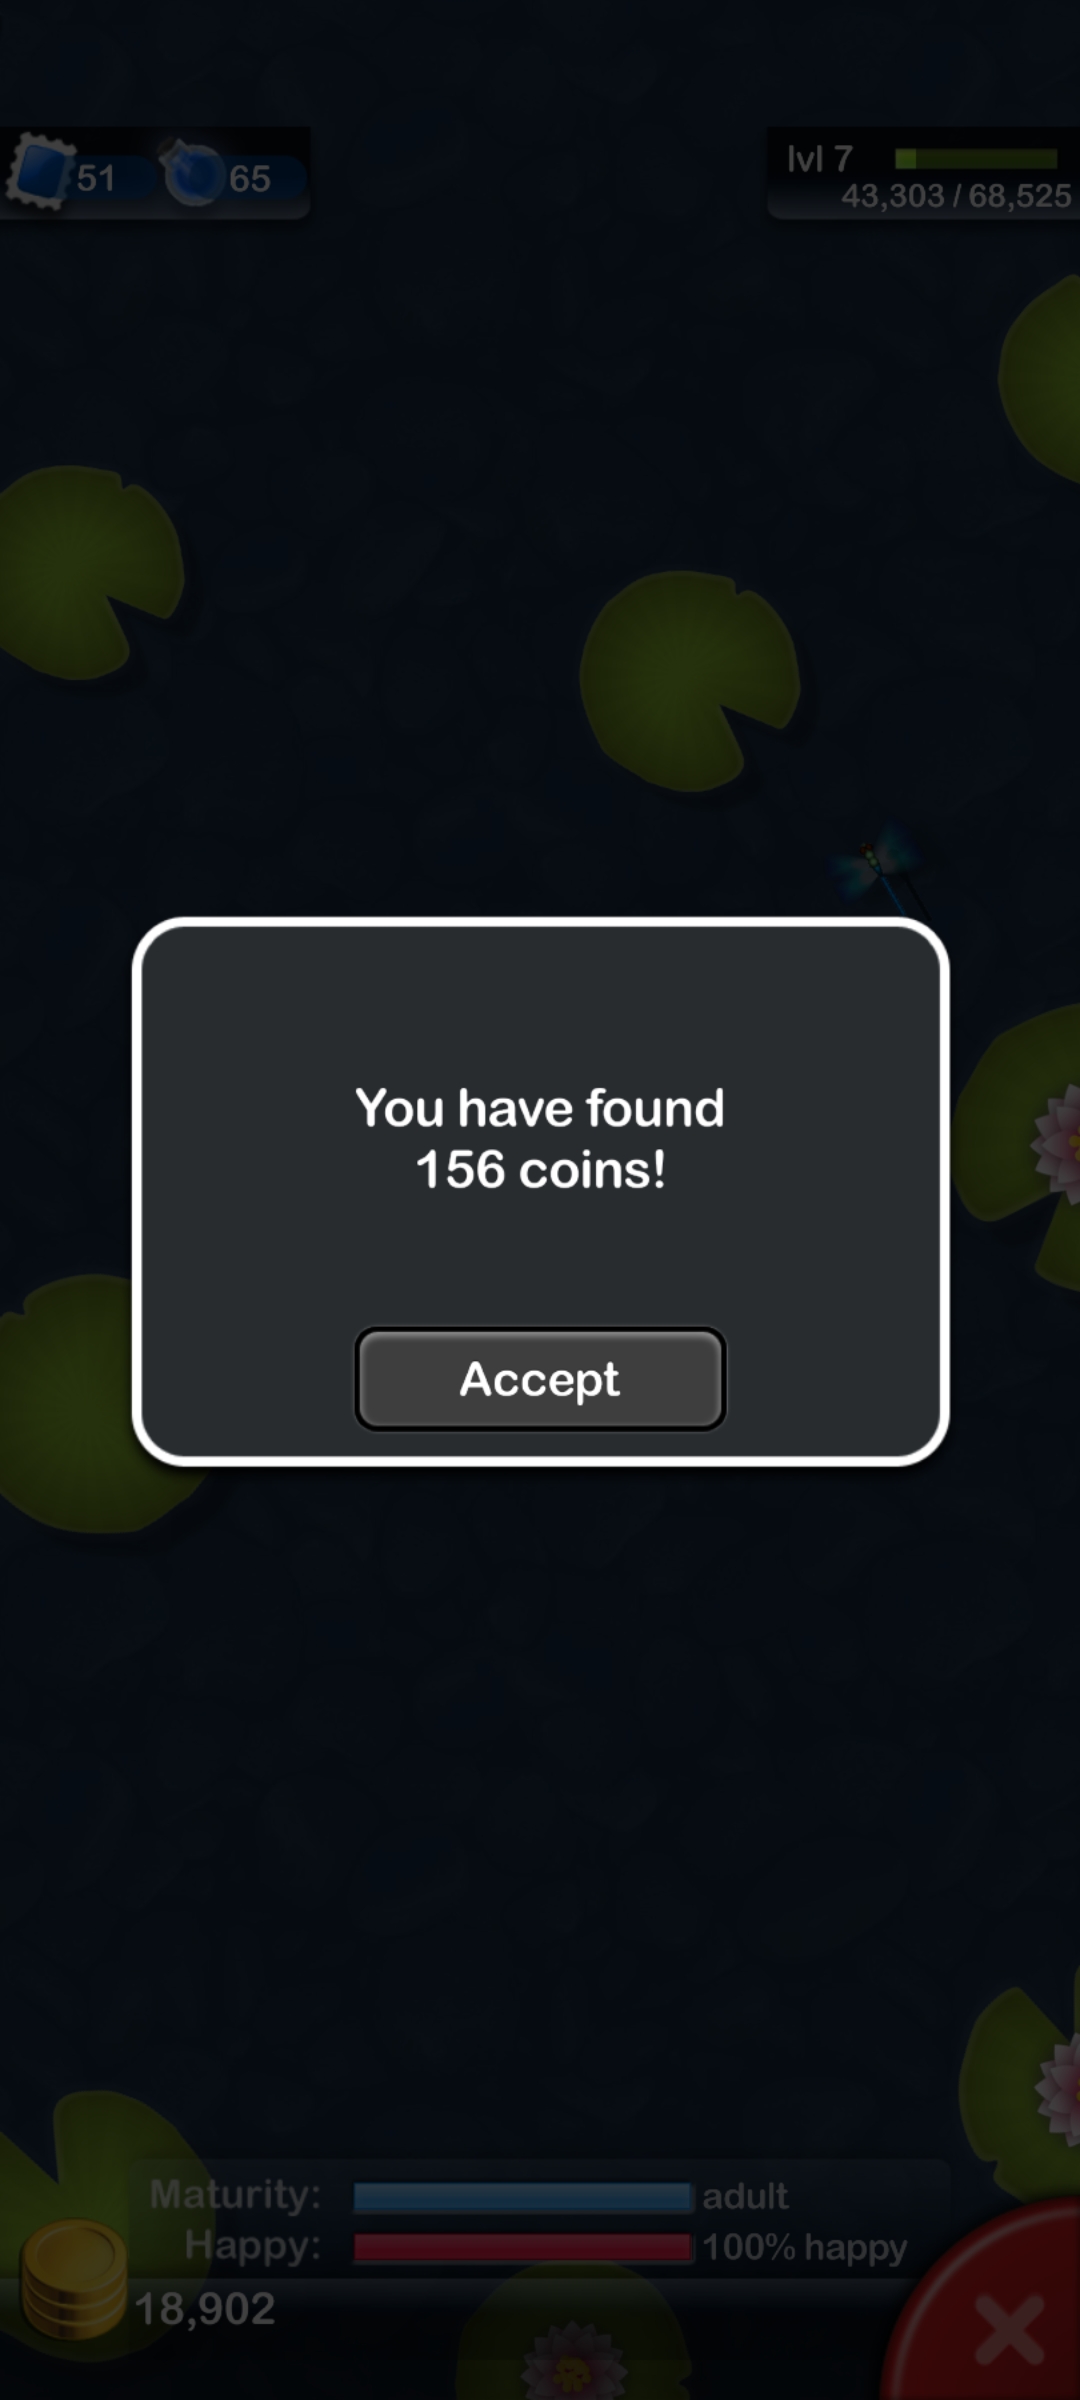 51 65
lvl 7
43,303 / 68,525
You have found
156 coins!
Accept
Maturity: adult
Happy: 100% happy
18,902